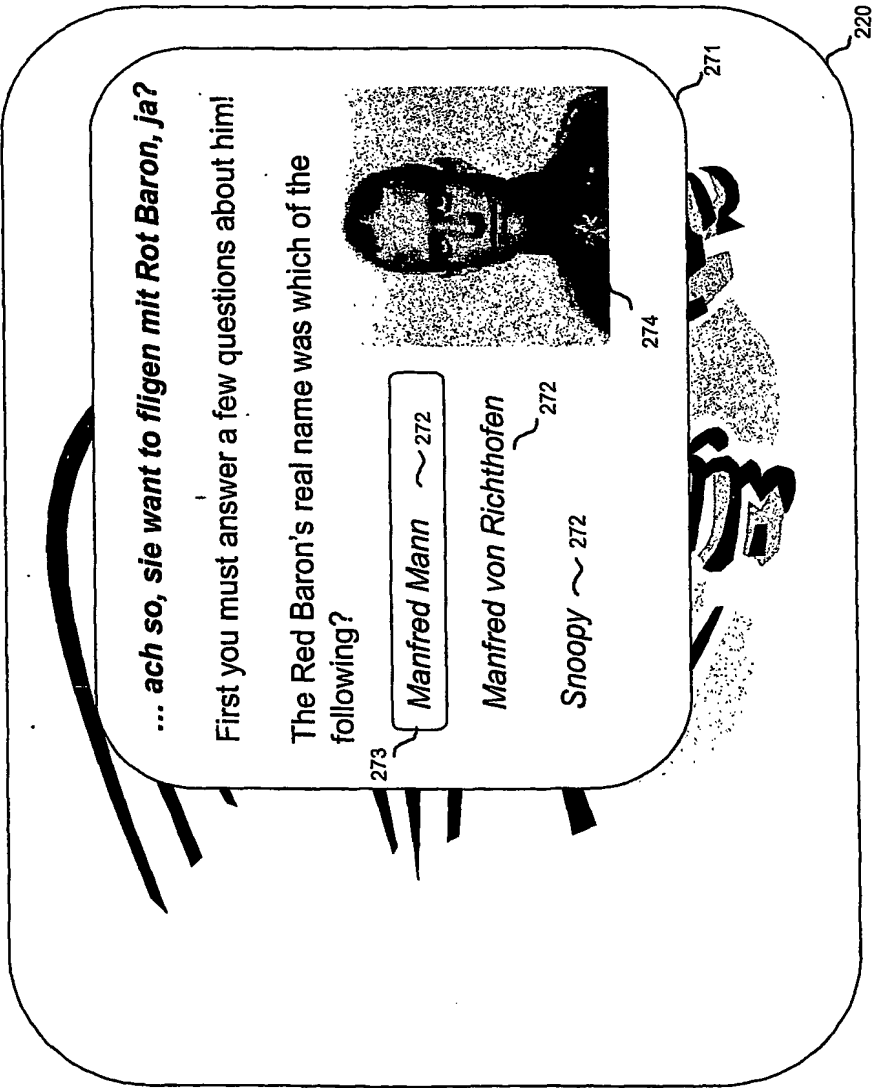 ... ach so, sie want to fligen mit Rot Baron, ja?
First you must answer a few questions about him!
The Red Baron's real name was which of the
following?
273
Manfred Mann ~ 272
Manfred von Richthofen
272
Snoopy ~ 272
274
271
220